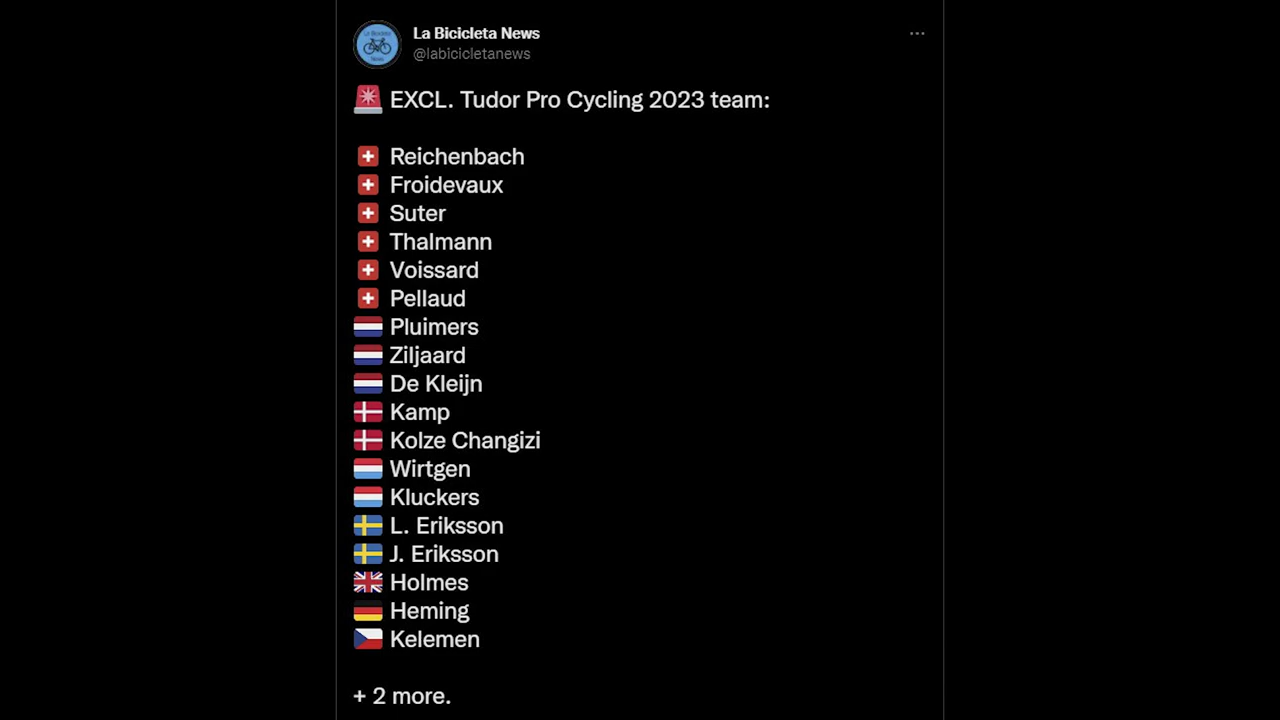 La Bicicleta News
@labicicletanews
EXCL. Tudor Pro Cycling 2023 team:
Reichenbach
Froidevaux
Suter
Thalmann
Voissard
Pellaud
Pluimers
Ziljaard
De Kleijn
Kamp
Kolze Changizi
Wirtgen
Kluckers
L. Eriksson
J. Eriksson
Holmes
Heming
Kelemen
+ 2 more.